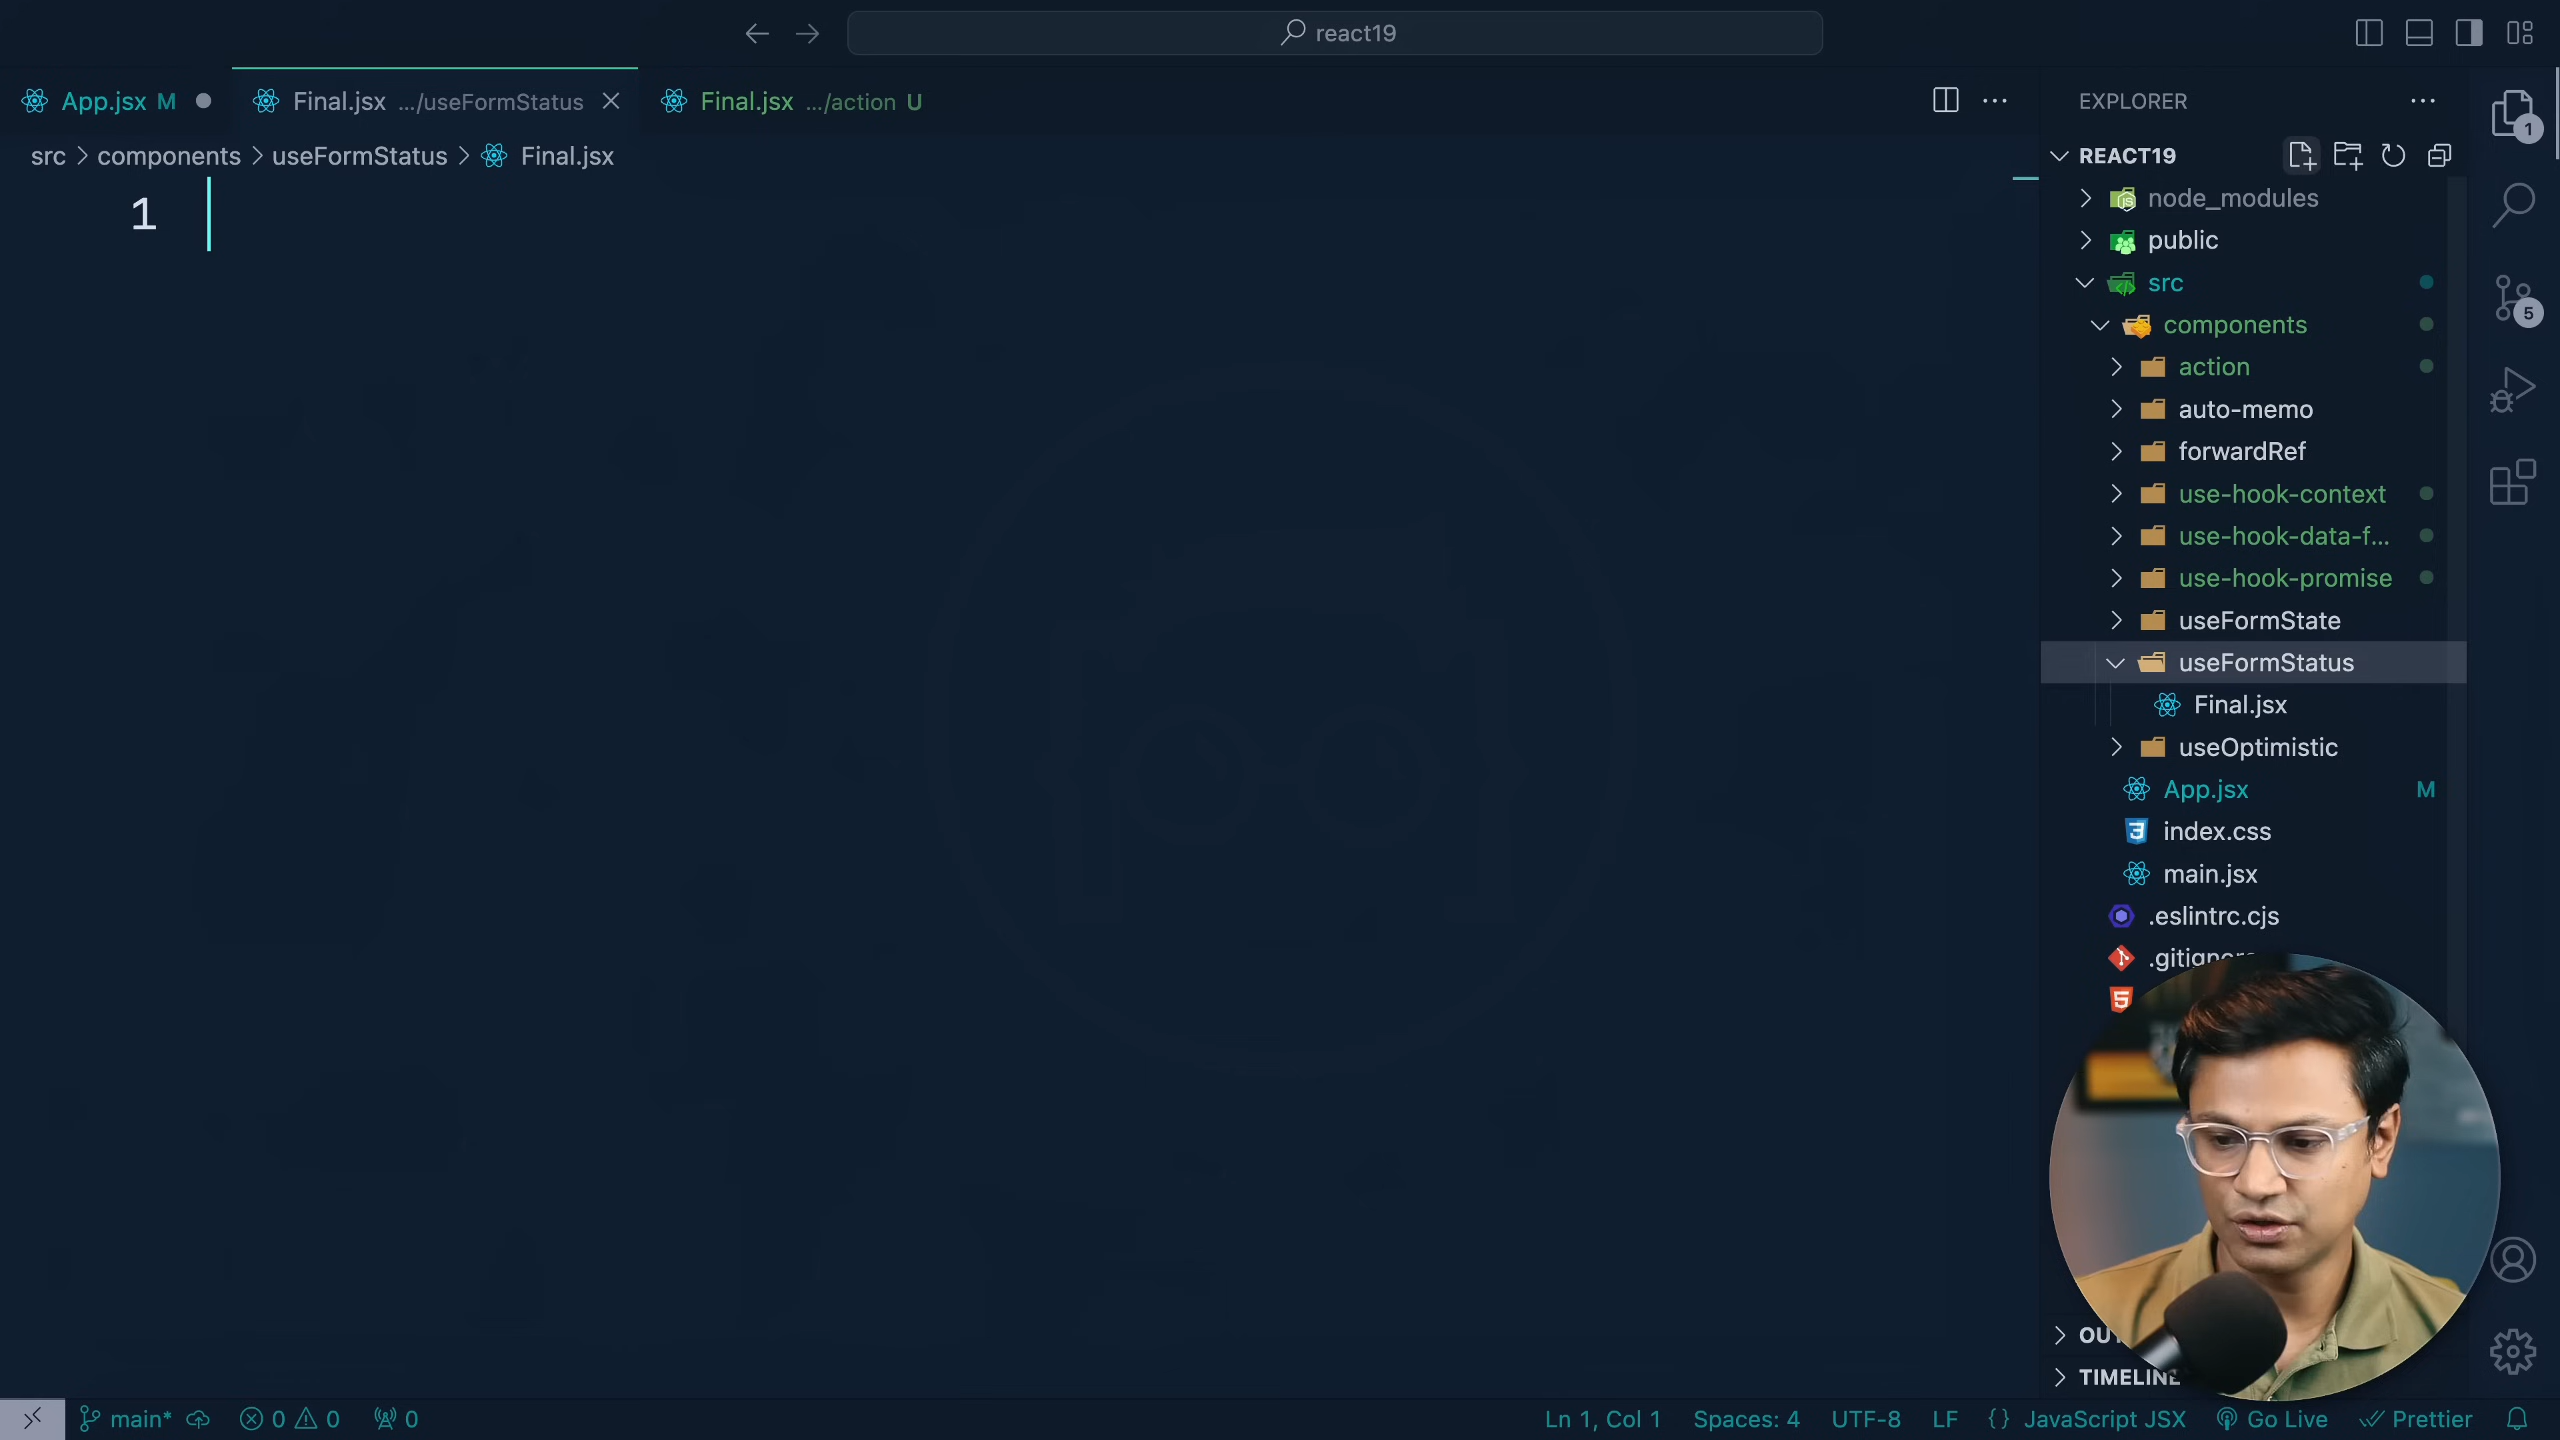 react19
App.jsx M
Final.jsx .../useFormStatus
Final.jsx .../action U
src > components > useFormStatus > Final.jsx
1
EXPLORER
REACT19
node_modules
public
src
components
action
auto-memo
forwardRef
use-hook-context
use-hook-data-f...
use-hook-promise
useFormState
useFormStatus
Final.jsx
useOptimistic
App.jsx M
index.css
main.jsx
.eslintrc.cjs
TIMELINE
1
5
main*
0
0
0
Ln 1, Col 1
Spaces: 4
UTF-8
LF
{} JavaScript JSX
Go Live
Prettier